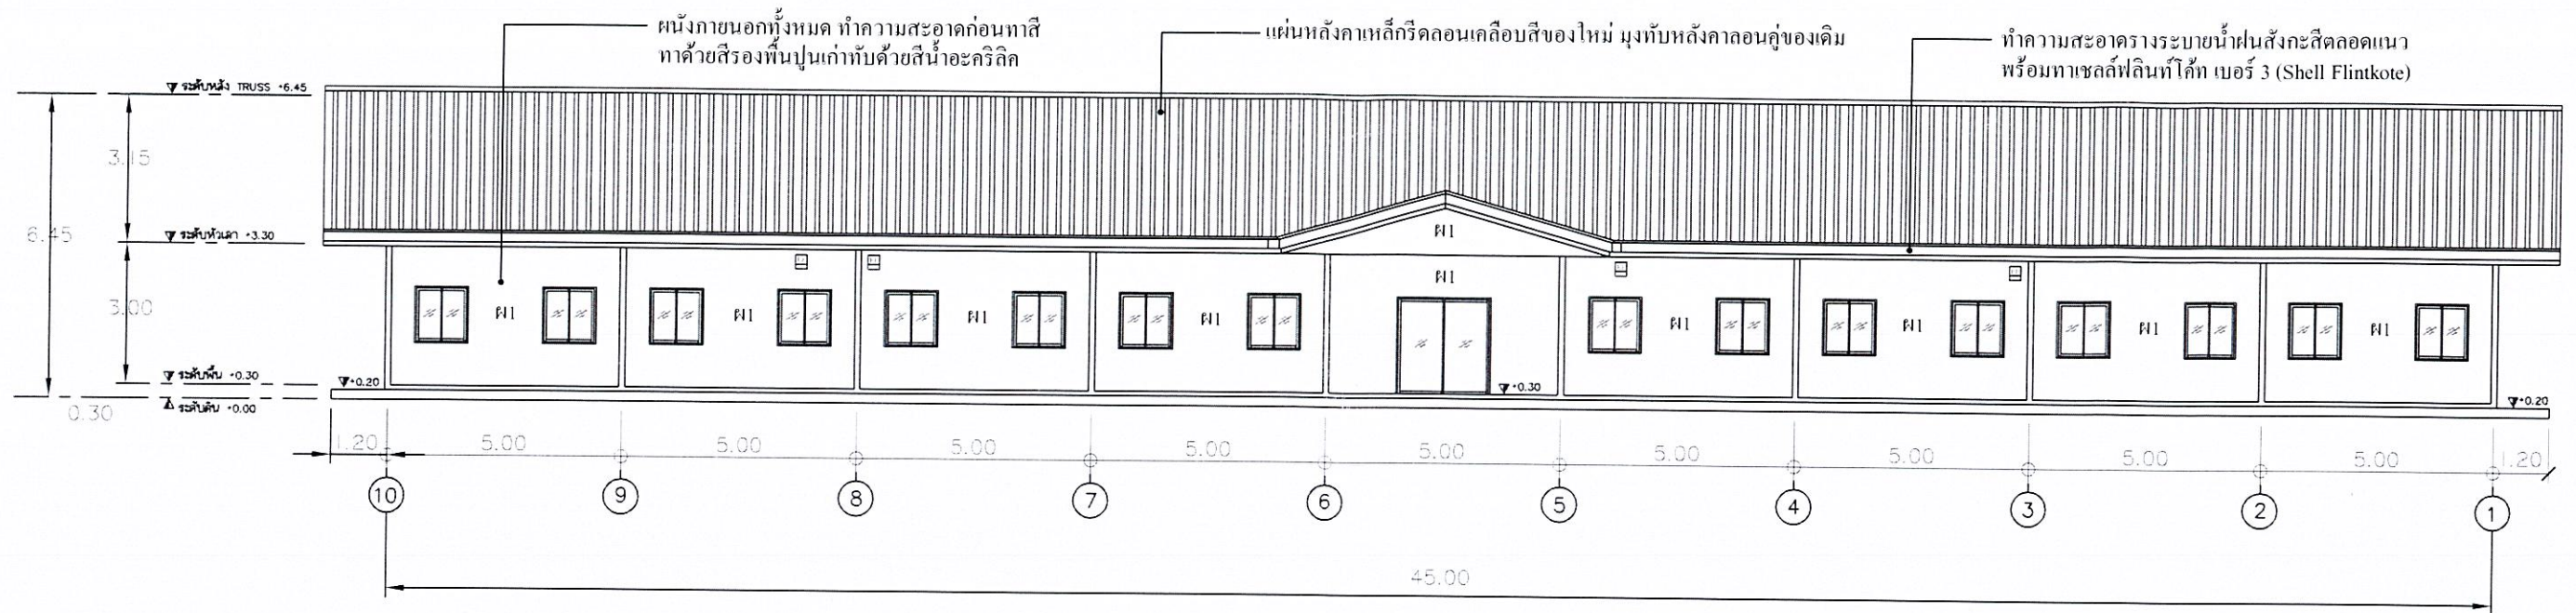 ผนังภายนอกทั้งหมด ทำความสะอาดก่อนทาสี
ทาด้วยสีรองพื้นปูนเก่าทับด้วยสีน้ำอะคริลิค
แผ่นหลังคาเหล็กรีดลอนเคลือบสีของใหม่ มุงทับหลังคาลอนคู่ของเดิม
ทำความสะอาดรางระบายน้ำฝนสังกะสีตลอดแนว
พร้อมทาเชลล์ฟลินท์โค้ท เบอร์ 3 (Shell Flintkote)
ระดับหลัง TRUSS +6.45
3.15
6.45
ระดับหัวเสา +3.30
3.00
ระดับพื้น +0.30
ระดับดิน +0.00
0.30
ผ1
ผ1
ผ1 ผ1 ผ1 ผ1 ผ1 ผ1 ผ1 ผ1
+0.20 +0.30 +0.20
1.20 5.00 5.00 5.00 5.00 5.00 5.00 5.00 5.00 5.00 1.20
10 9 8 7 6 5 4 3 2 1
45.00